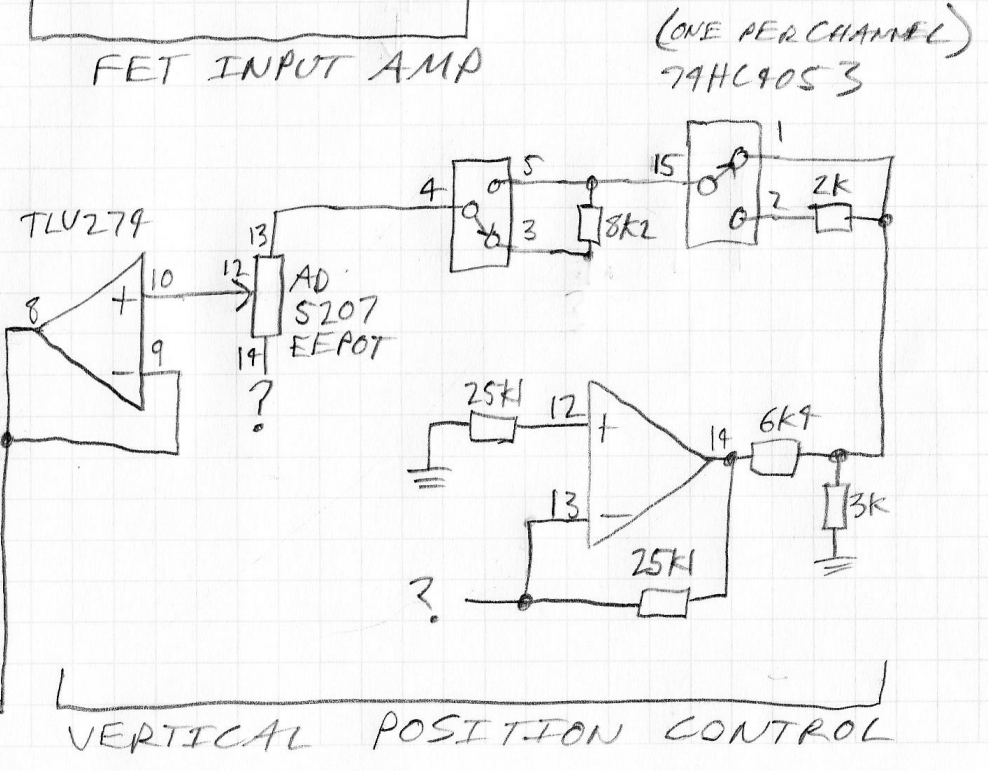 FET INPUT AMP
(ONE PER CHANNEL)
74HC4053
1
5
15
4
2
2K
3
8K2
TLV274
13
12
10
AD
5207
EEPOT
8
9
14
?
25K1
12
+
14
6K4
13
-
3K
25K1
?
+
-
VERTICAL POSITION CONTROL